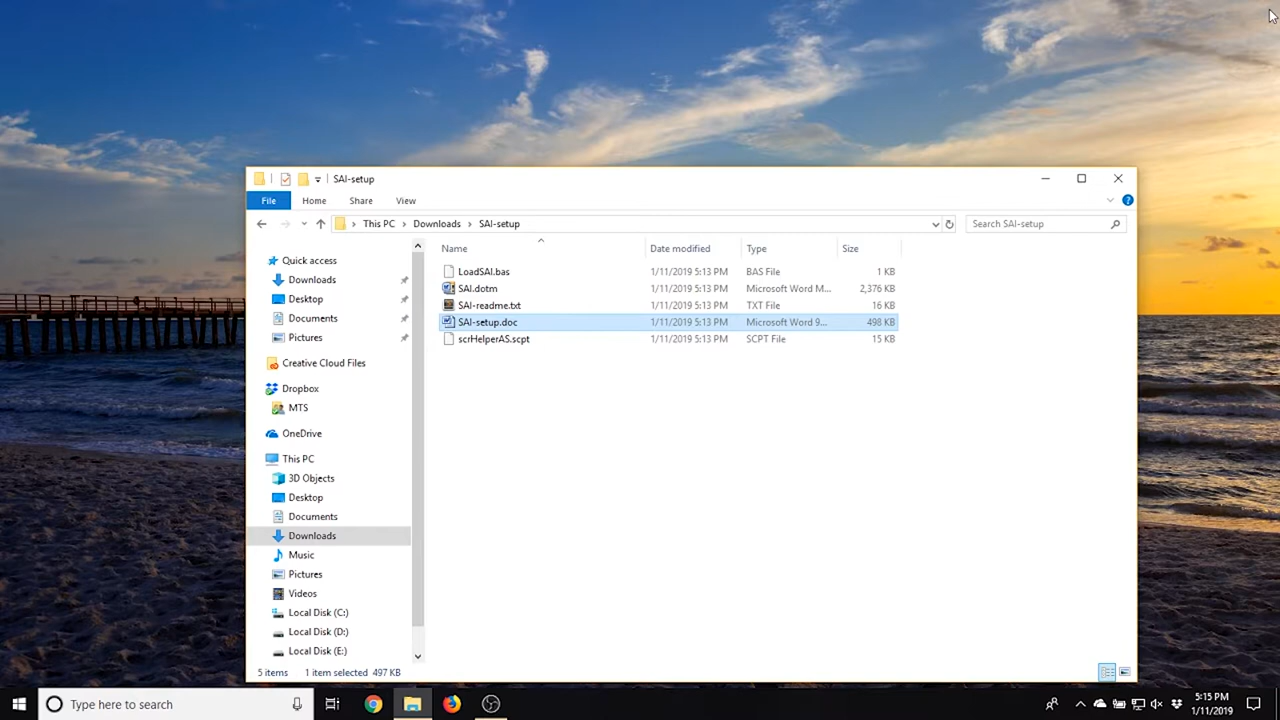 SAI-setup
File Home Share View
This PC Downloads SAI-setup Search SAI-setup
Name Date modified Type Size
LoadSAI.bas 1/11/2019 5:13 PM BAS File 1 KB
SAI.dotm 1/11/2019 5:13 PM Microsoft Word M... 2,376 KB
SAI-readme.txt 1/11/2019 5:13 PM TXT File 16 KB
SAI-setup.doc 1/11/2019 5:13 PM Microsoft Word 9... 498 KB
scrHelperAS.scpt 1/11/2019 5:13 PM SCPT File 15 KB
Quick access
Downloads
Desktop
Documents
Pictures
Creative Cloud Files
Dropbox
MTS
OneDrive
This PC
3D Objects
Desktop
Documents
Downloads
Music
Pictures
Videos
Local Disk (C:)
Local Disk (D:)
Local Disk (E:)
5 items 1 item selected 497 KB
Type here to search
5:15 PM
1/11/2019